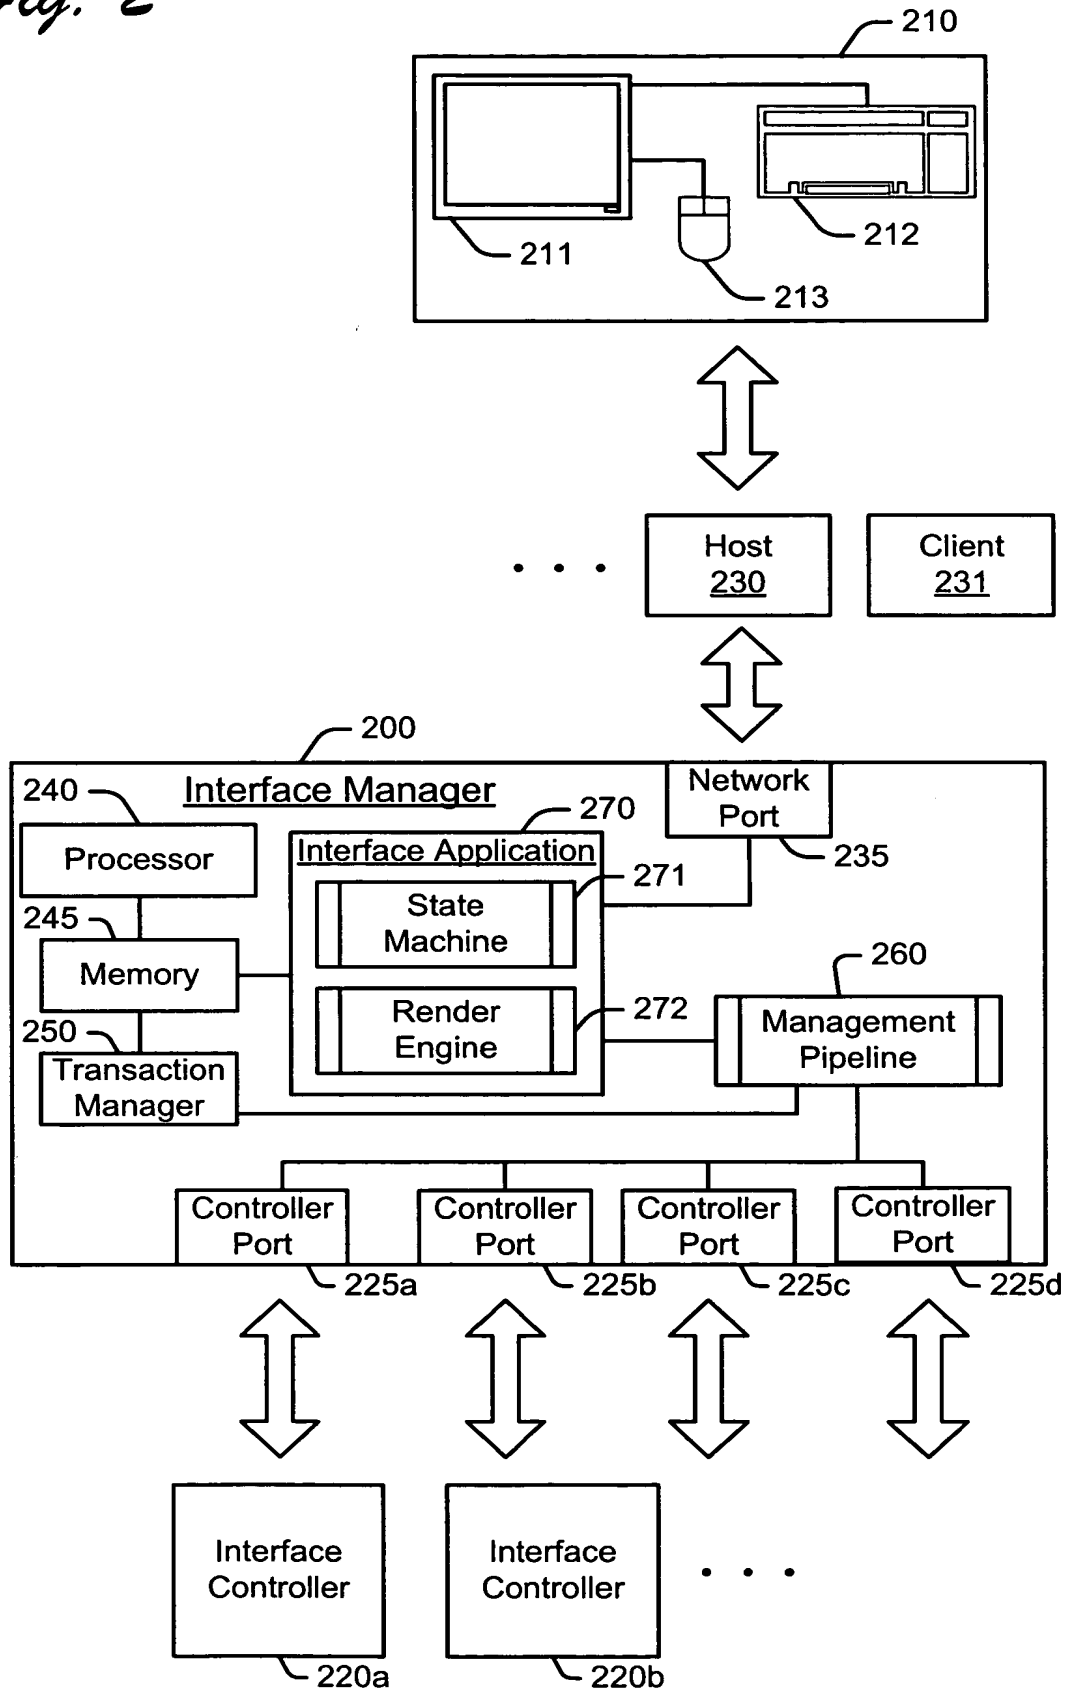 Fig. 2
210
211
212
213
Host
230
Client
231
200
Interface Manager
Network
Port
235
240
Processor
245
Memory
250
Transaction
Manager
270
Interface Application
271
State
Machine
272
Render
Engine
260
Management
Pipeline
Controller
Port
225a
Controller
Port
225b
Controller
Port
225c
Controller
Port
225d
Interface
Controller
220a
Interface
Controller
220b